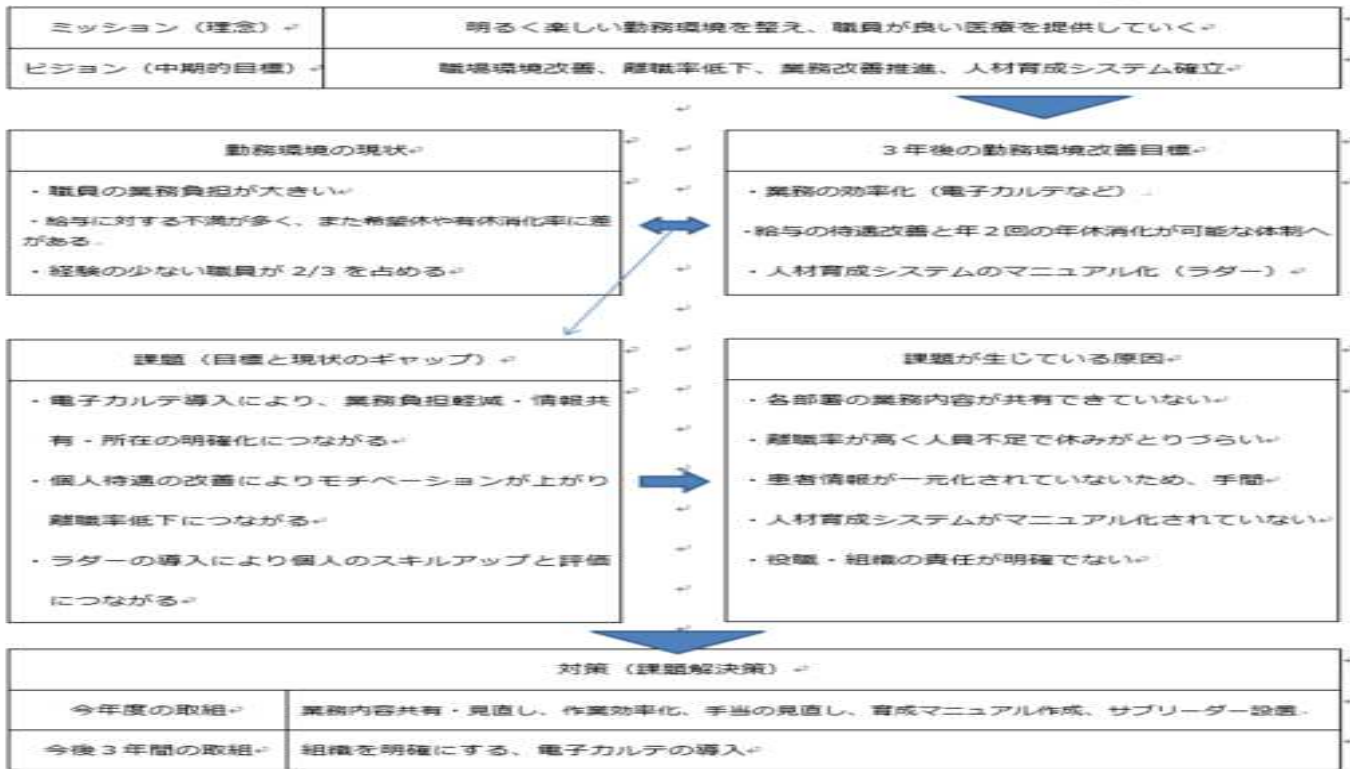 ミッション（理念）
明るく楽しい勤務環境を整え、職員が良い医療を提供していく
ビジョン（中期的目標）
職場環境改善、離職率低下、業務改善推進、人材育成システム確立
勤務環境の現状
・職員の業務負担が大きい
・給与に対する不満が多く、また希望休や有休消化率に差
がある
・経験の少ない職員が 2/3 を占める
3年後の勤務環境改善目標
・業務の効率化（電子カルテなど）
・給与の待遇改善と年2回の年休消化が可能な体制へ
・人材育成システムのマニュアル化（ラダー）
課題（目標と現状のギャップ）
・電子カルテ導入により、業務負担軽減・情報共
有・所在の明確化につながる
・個人待遇の改善によりモチベーションが上がり
離職率低下につながる
・ラダーの導入により個人のスキルアップと評価
につながる
課題が生じている原因
・各部署の業務内容が共有できていない
・離職率が高く人員不足で休みがとりづらい
・患者情報が一元化されていないため、手間
・人材育成システムがマニュアル化されていない
・役職・組織の責任が明確でない
対策（課題解決策）
今年度の取組
業務内容共有・見直し、作業効率化、手当の見直し、育成マニュアル作成、サブリーダー設置
今後3年間の取組
組織を明確にする、電子カルテの導入